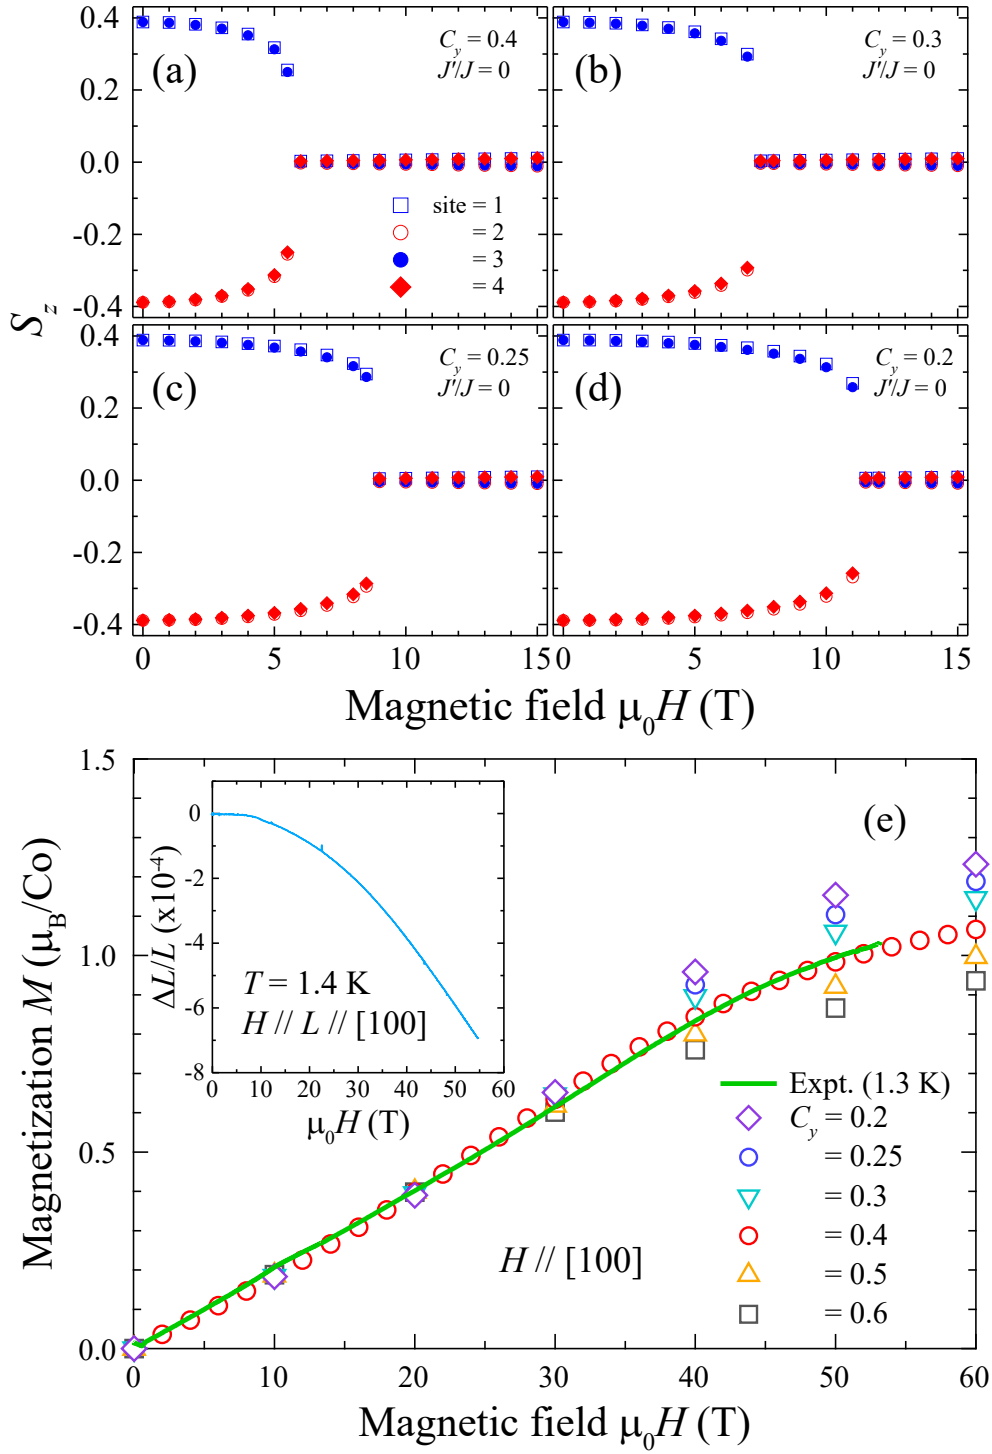 0.4
0.2
0.0
-0.2
-0.4
(a)
C_y = 0.4
J'/J = 0
site = 1
= 2
= 3
= 4
(b)
C_y = 0.3
J'/J = 0
S_z
0.4
0.2
0.0
-0.2
-0.4
(c)
C_y = 0.25
J'/J = 0
(d)
C_y = 0.2
J'/J = 0
0 5 10 15 0 5 10 15
Magnetic field μ₀H (T)
1.5
1.0
0.5
0.0
Magnetization M (μ_B/Co)
(e)
0
-2
-4
-6
-8
ΔL/L (x10⁻⁴)
T = 1.4 K
H // L // [100]
0 10 20 30 40 50 60
μ₀H (T)
Expt. (1.3 K)
C_y = 0.2
= 0.25
= 0.3
= 0.4
= 0.5
= 0.6
H // [100]
0 10 20 30 40 50 60
Magnetic field μ₀H (T)